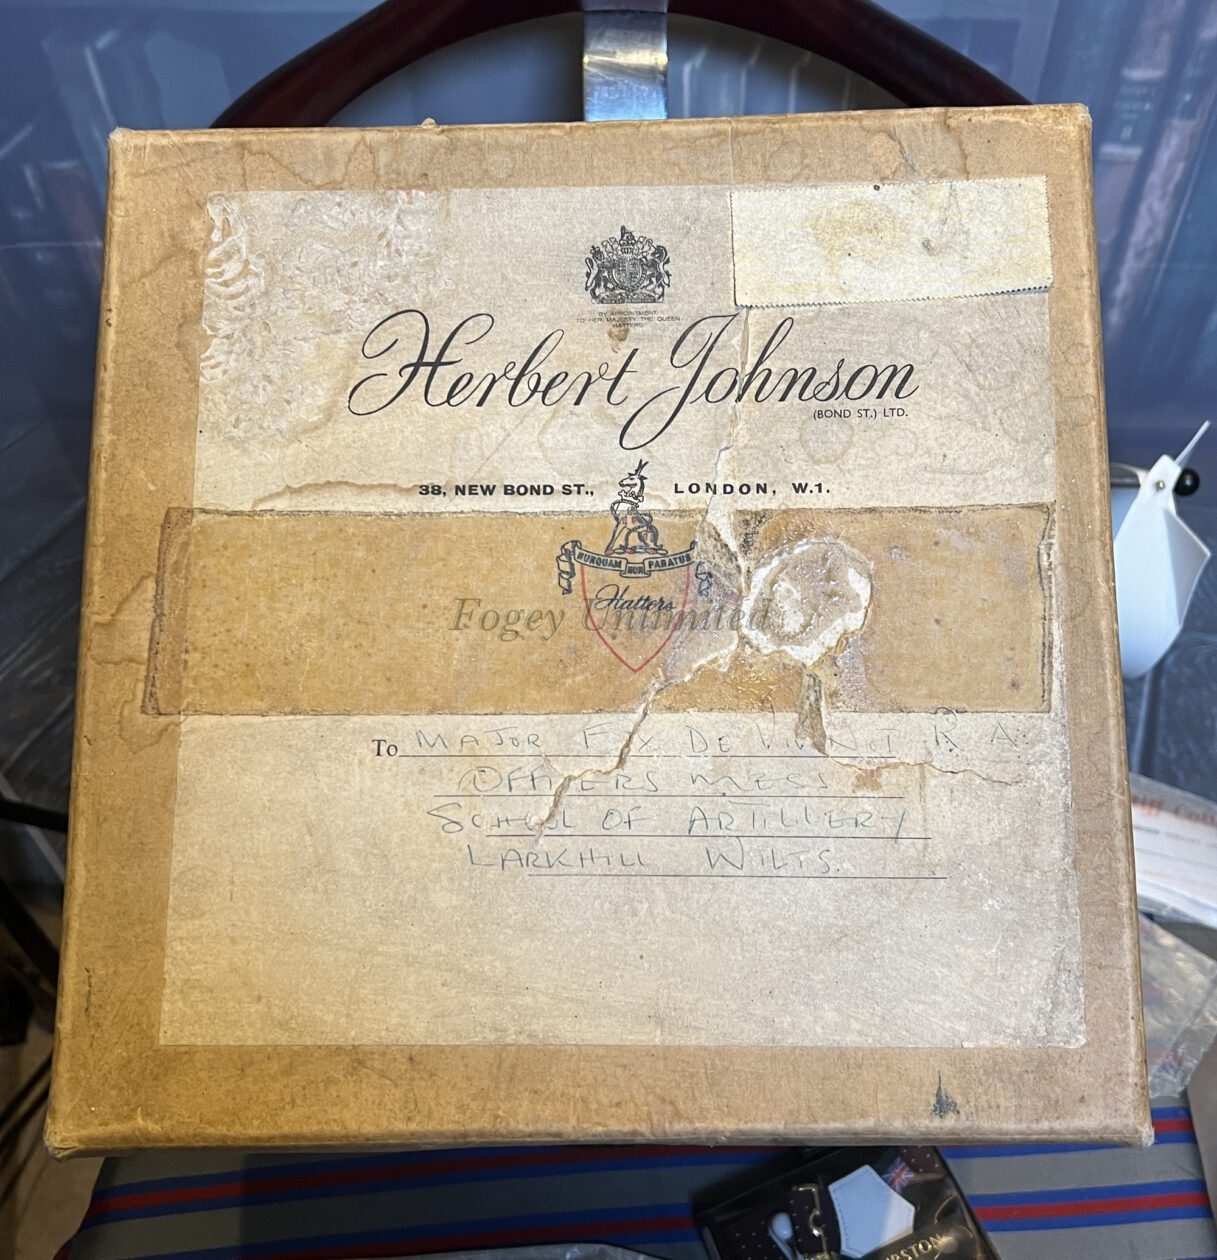 BY APPOINTMENT
TO HER MAJESTY THE QUEEN
HATTERS
Herbert Johnson
(BOND ST.) LTD.
38, NEW BOND ST., LONDON, W.1.
NUNQUAM NON PARATUS
Hatters
Fogey Unlimited
To MAJOR DE R A
OFFICERS MESS
SCHOOL OF ARTILLERY
LARKHILL WILTS.